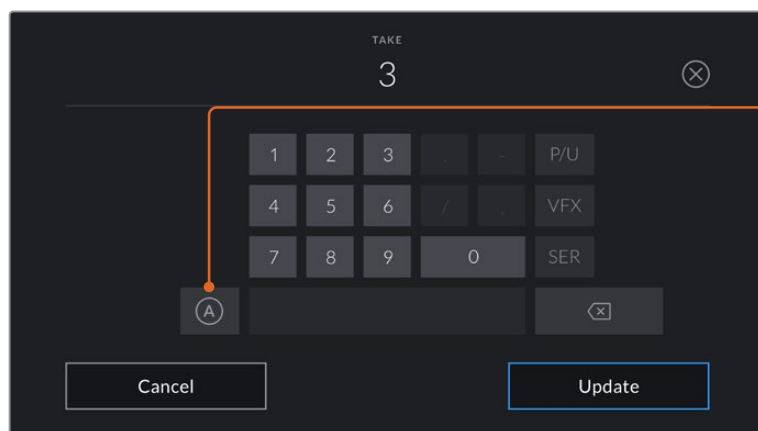 TAKE
3
1 2 3 . - P/U
4 5 6 / , VFX
7 8 9 0 SER
A
Cancel Update